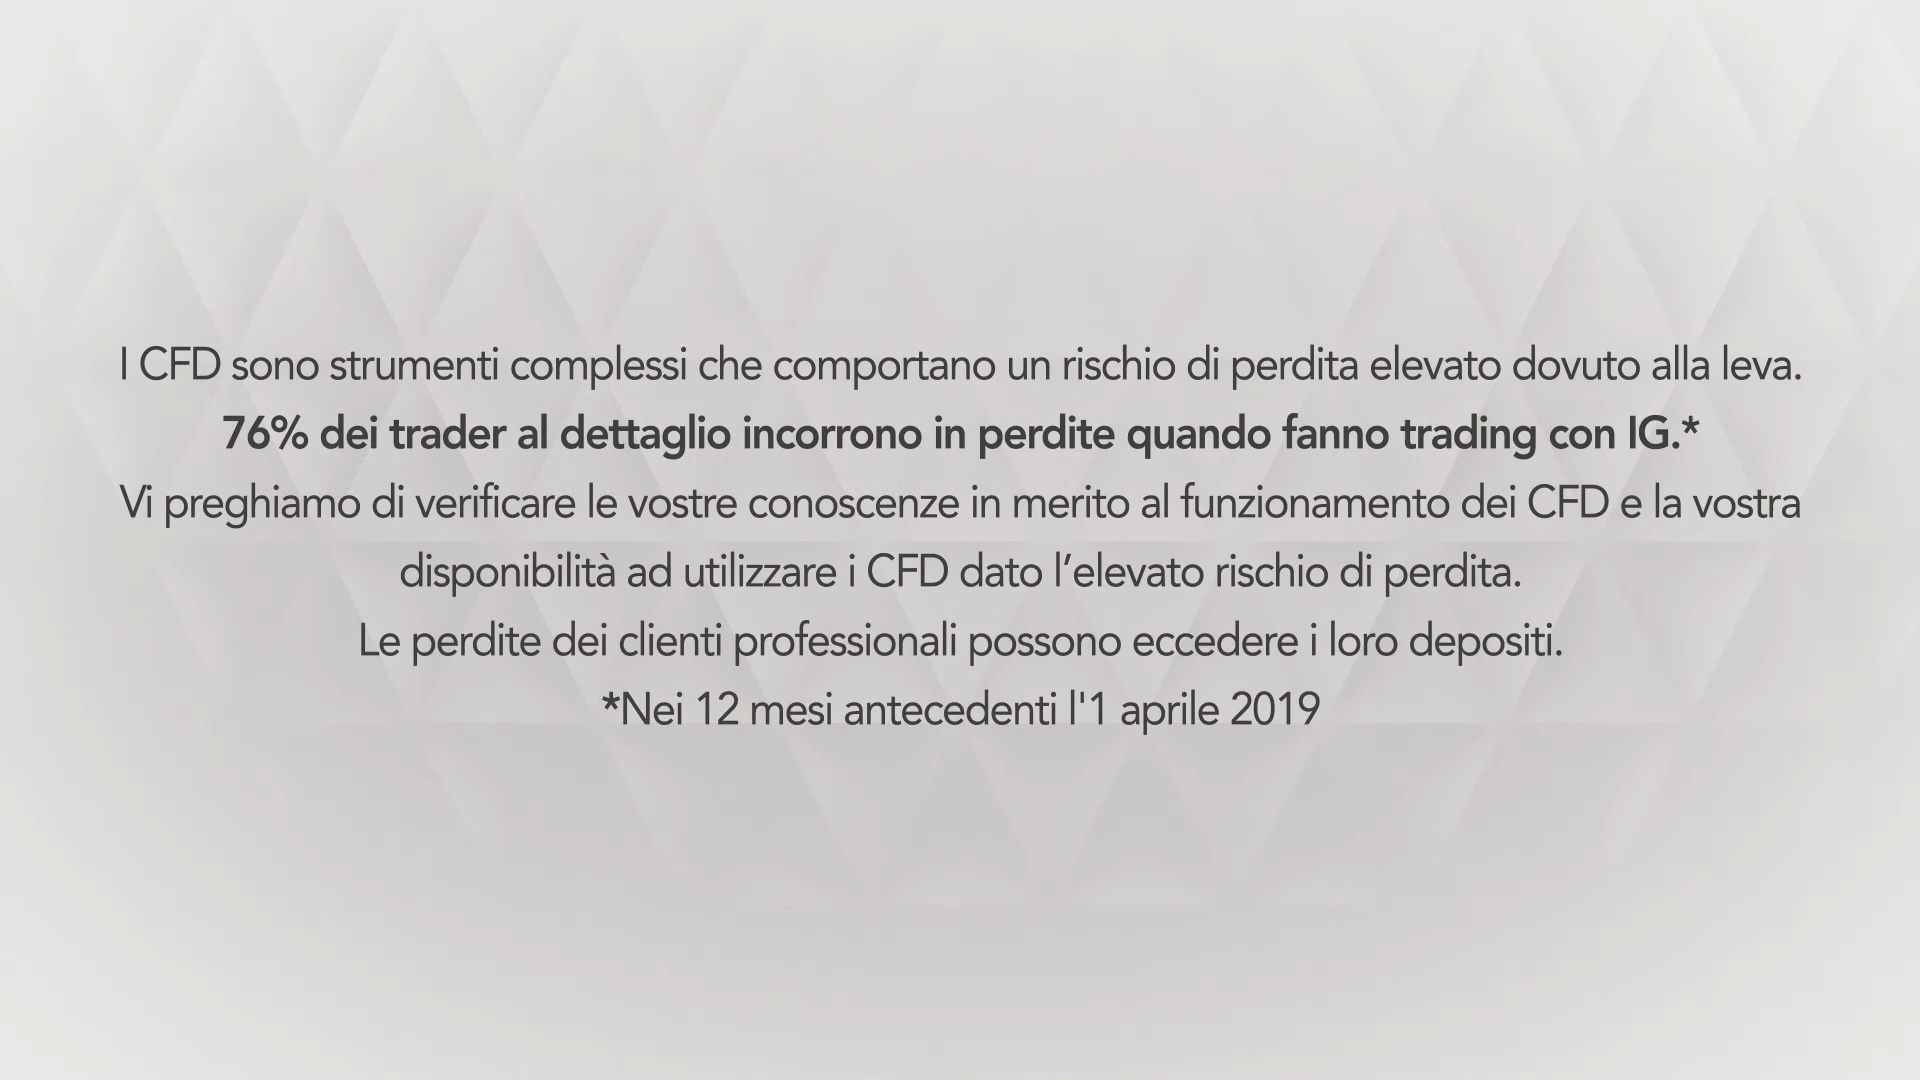 I CFD sono strumenti complessi che comportano un rischio di perdita elevato dovuto alla leva.
76% dei trader al dettaglio incorrono in perdite quando fanno trading con IG.*
Vi preghiamo di verificare le vostre conoscenze in merito al funzionamento dei CFD e la vostra
disponibilità ad utilizzare i CFD dato l’elevato rischio di perdita.
Le perdite dei clienti professionali possono eccedere i loro depositi.
*Nei 12 mesi antecedenti l'1 aprile 2019